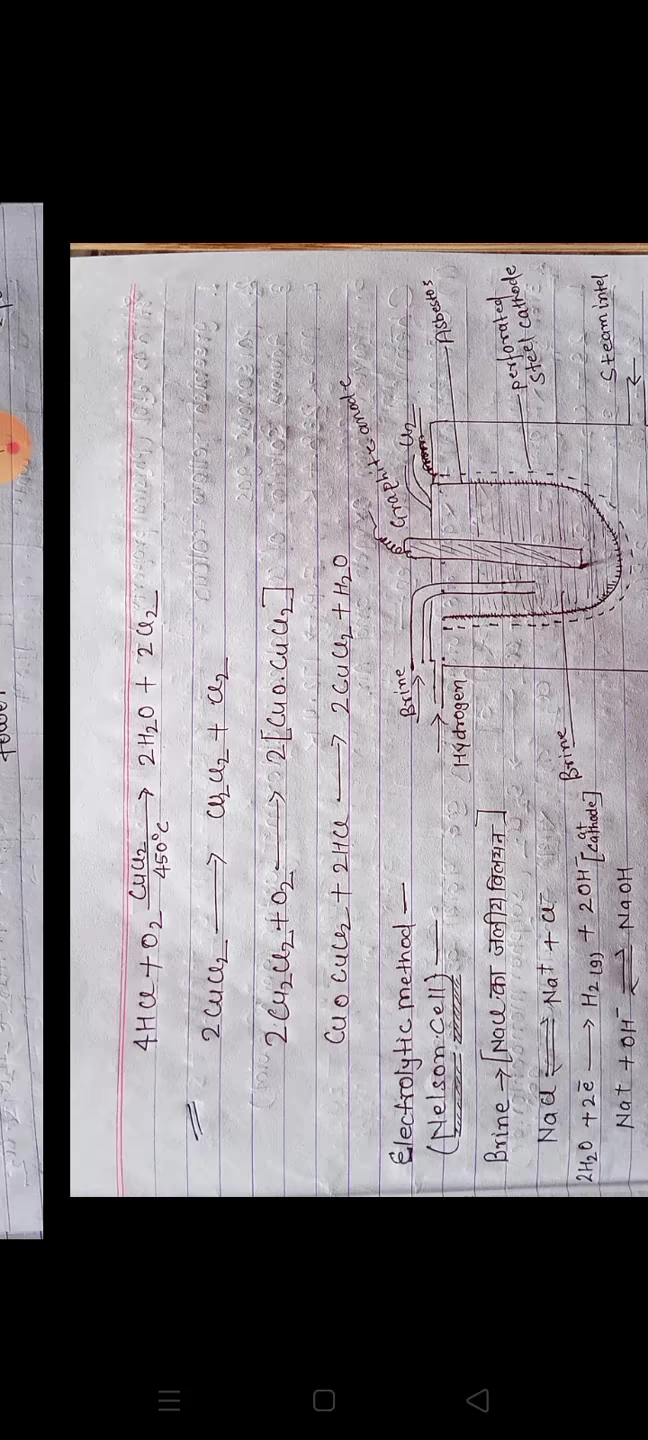 4HCl + O₂ CuCl₂ 450°C ⟶ 2H₂O + 2Cl₂
2CuCl₂ ⟶ Cu₂Cl₂ + Cl₂
2Cu₂Cl₂ + O₂ ⟶ 2[CuO.CuCl₂]
CuO CuCl₂ + 2HCl ⟶ 2CuCl₂ + H₂O
Electrolytic method —
(Nelson cell) —
Brine → [NaCl का जलीय विलयन]
NaCl ⇌ Na⁺ + Cl⁻
2H₂O + 2ē ⟶ H₂(g) + 2OH⁻ [at cathode]
Na⁺ + OH⁻ ⇌ NaOH
Graphite anode
Cl₂
Asbestos
Brine
Hydrogen
perforated
steel cathode
Brine
Steam intel